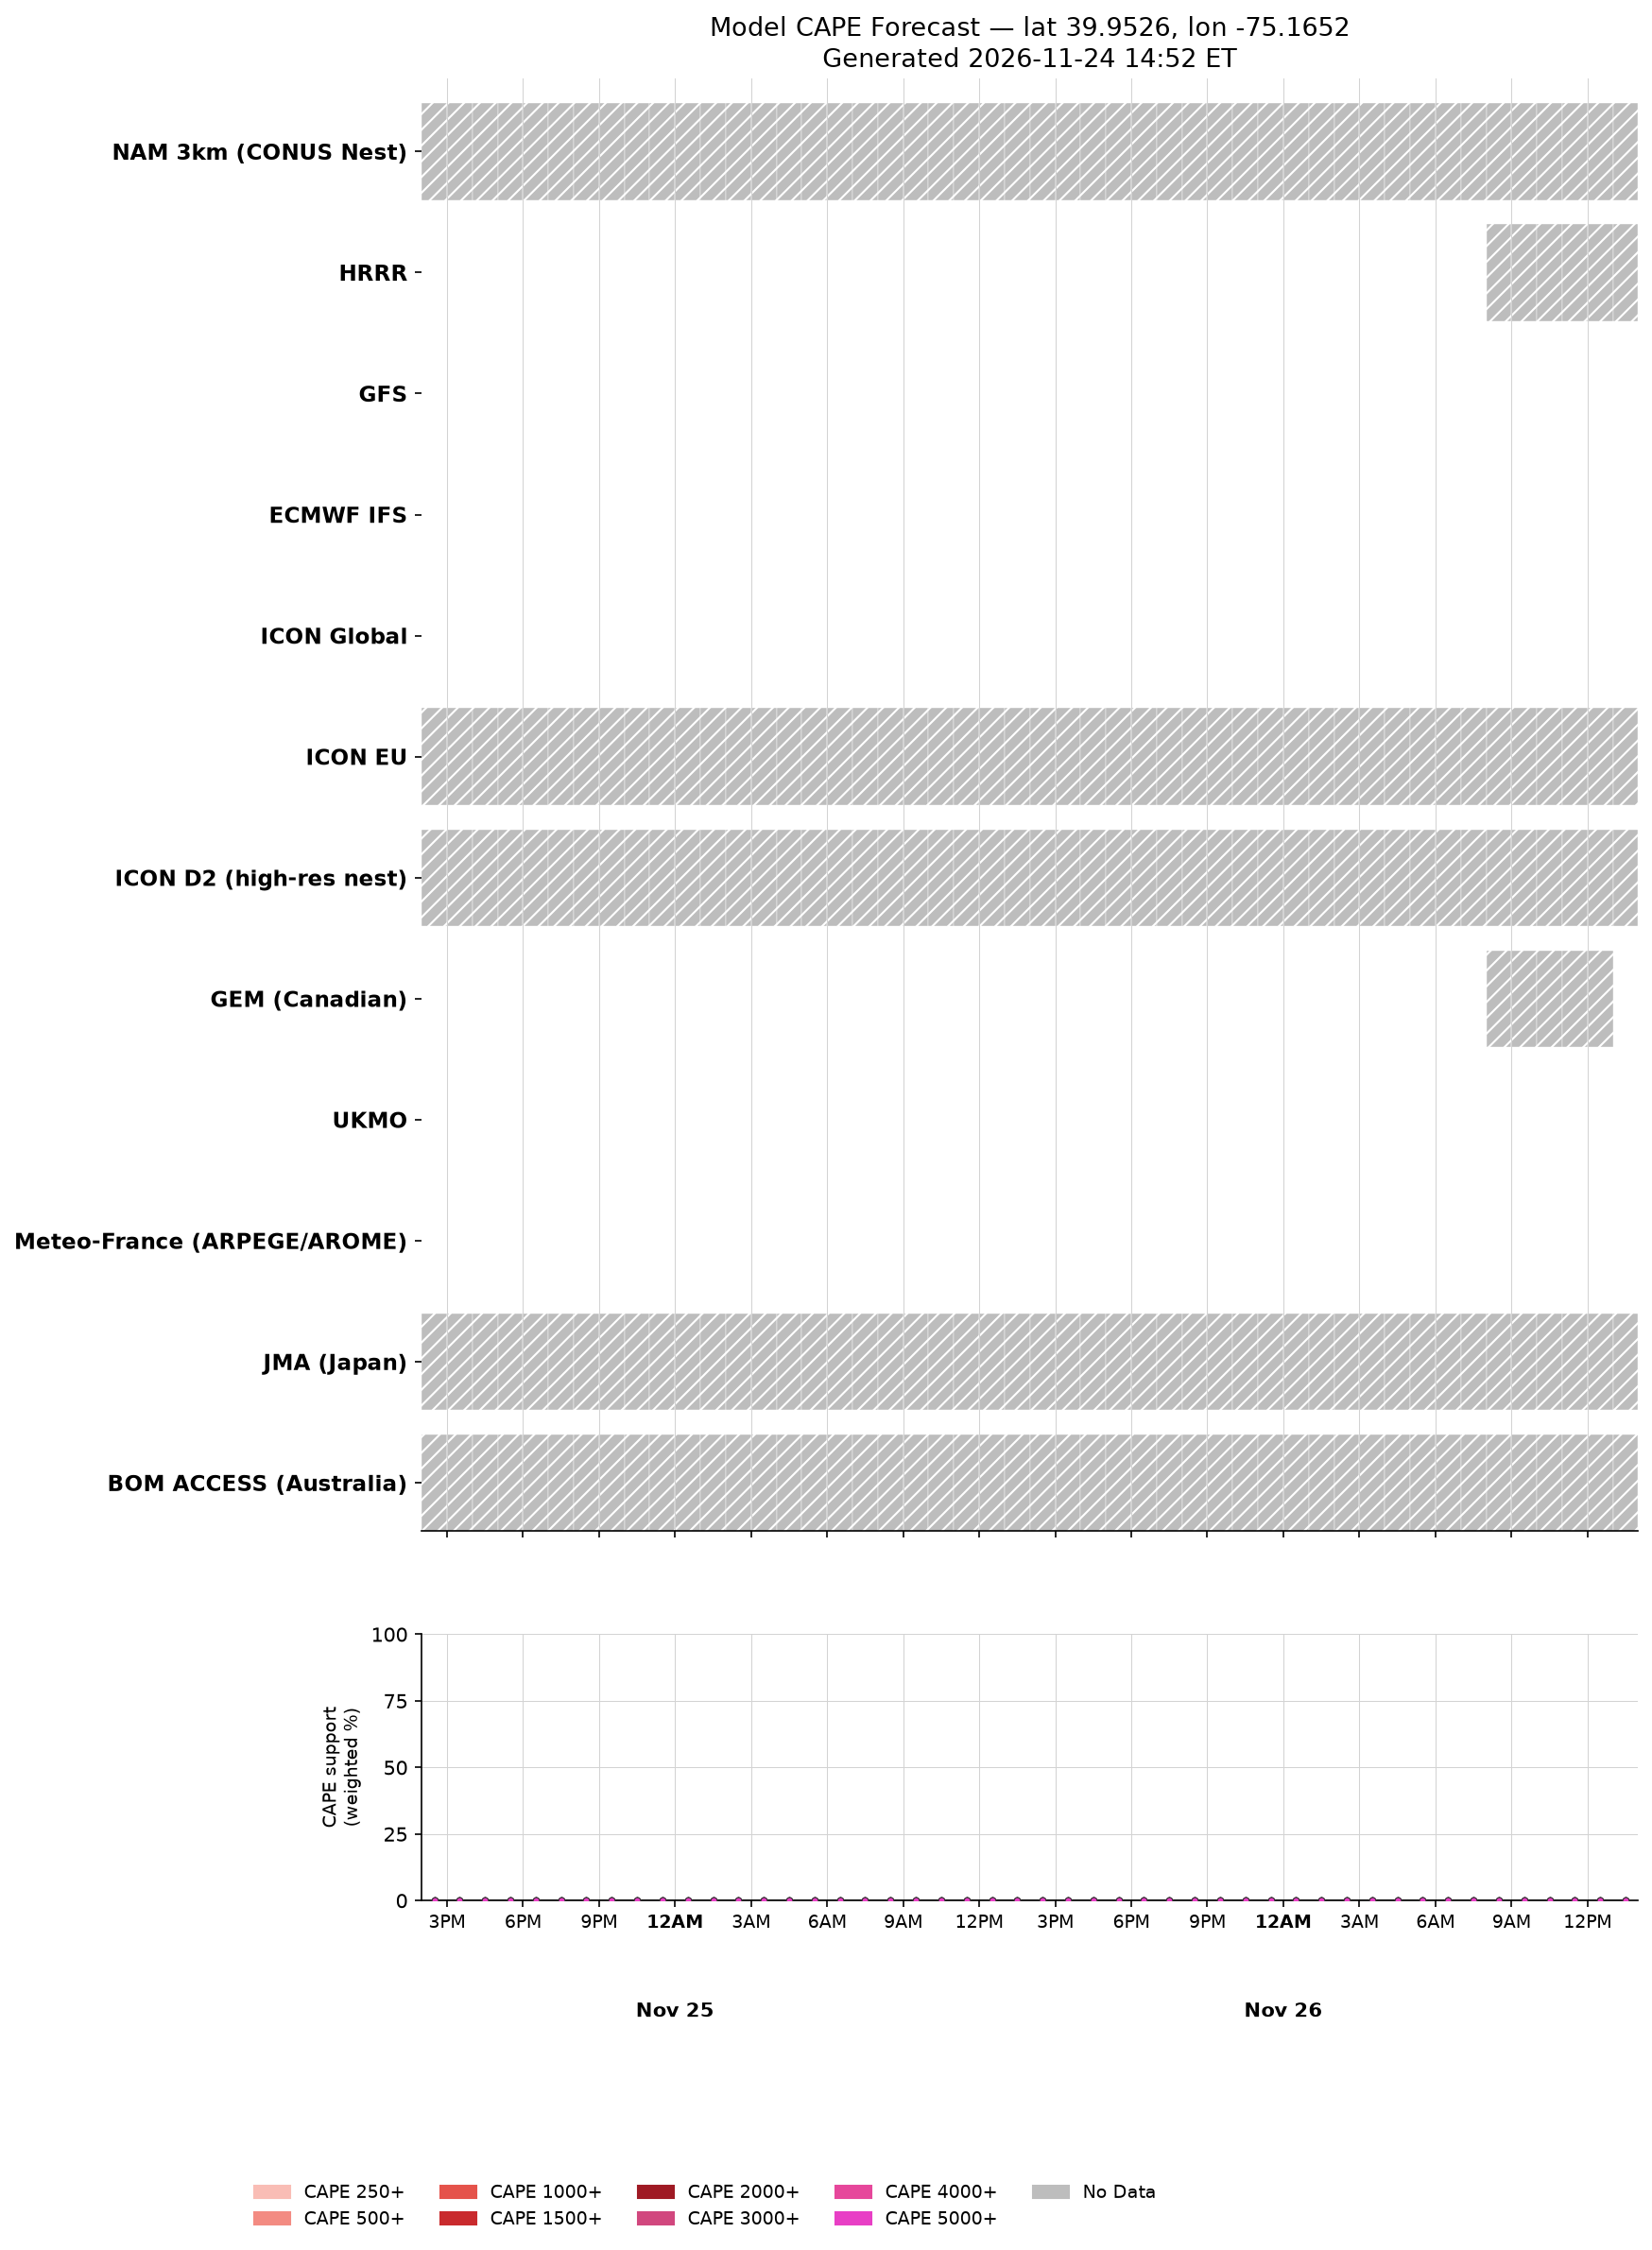 Model CAPE Forecast — lat 39.9526, lon -75.1652
Generated 2026-11-24 14:52 ET
NAM 3km (CONUS Nest)
HRRR
GFS
ECMWF IFS
ICON Global
ICON EU
ICON D2 (high-res nest)
GEM (Canadian)
UKMO
Meteo-France (ARPEGE/AROME)
JMA (Japan)
BOM ACCESS (Australia)
CAPE support
(weighted %)
100
75
50
25
0
3PM 6PM 9PM 12AM 3AM 6AM 9AM 12PM 3PM 6PM 9PM 12AM 3AM 6AM 9AM 12PM
Nov 25 Nov 26
CAPE 250+ CAPE 1000+ CAPE 2000+ CAPE 4000+ No Data
CAPE 500+ CAPE 1500+ CAPE 3000+ CAPE 5000+